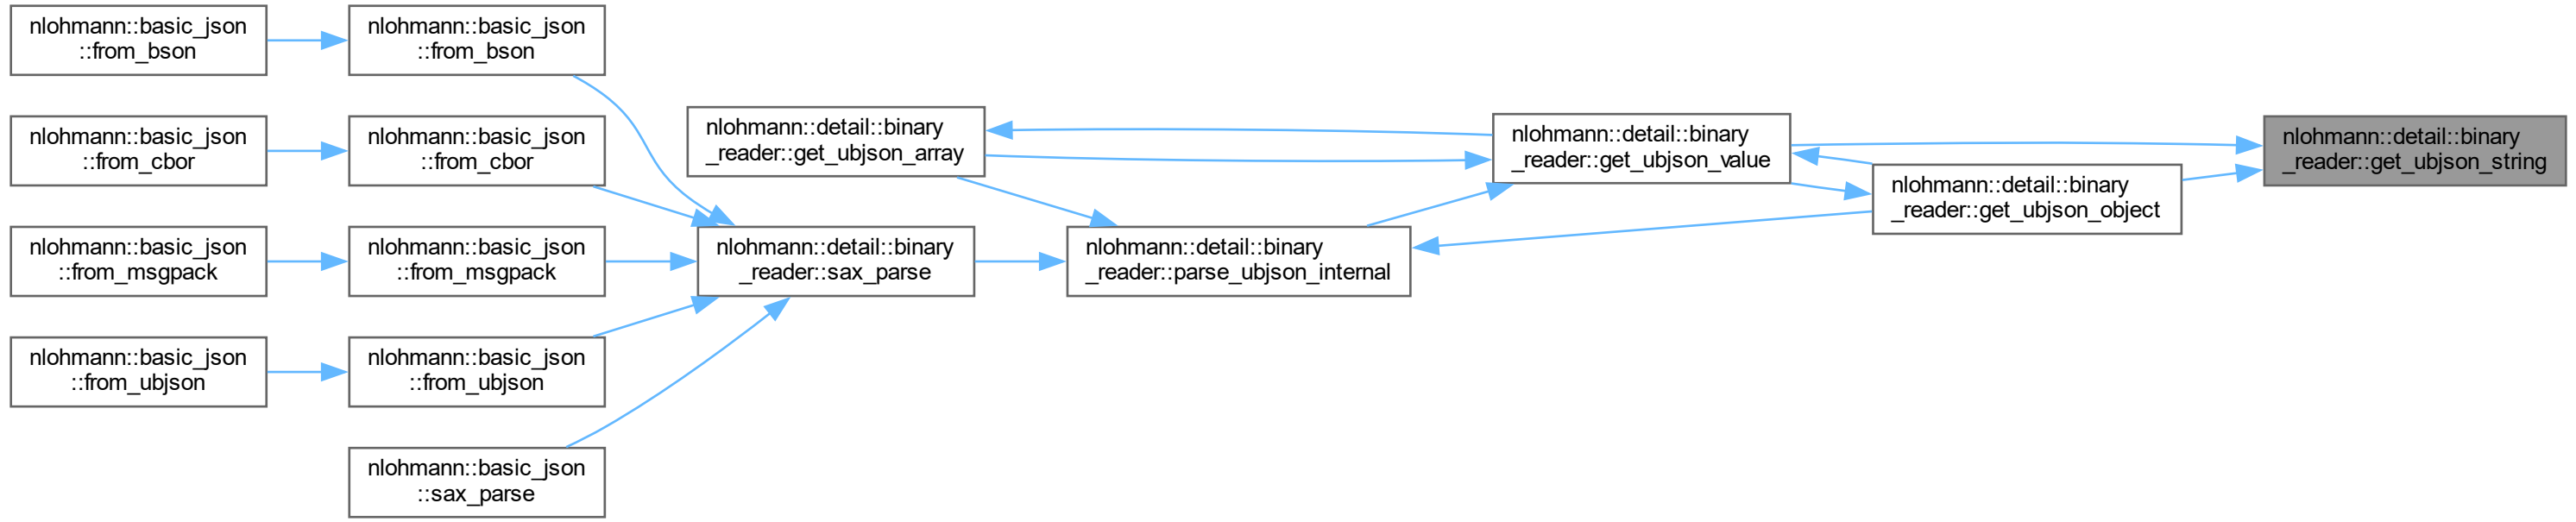 nlohmann::basic_json
::from_bson
nlohmann::basic_json
::from_bson
nlohmann::basic_json
::from_cbor
nlohmann::basic_json
::from_cbor
nlohmann::basic_json
::from_msgpack
nlohmann::basic_json
::from_msgpack
nlohmann::basic_json
::from_ubjson
nlohmann::basic_json
::from_ubjson
nlohmann::basic_json
::sax_parse
nlohmann::detail::binary
_reader::get_ubjson_array
nlohmann::detail::binary
_reader::sax_parse
nlohmann::detail::binary
_reader::parse_ubjson_internal
nlohmann::detail::binary
_reader::get_ubjson_value
nlohmann::detail::binary
_reader::get_ubjson_object
nlohmann::detail::binary
_reader::get_ubjson_string